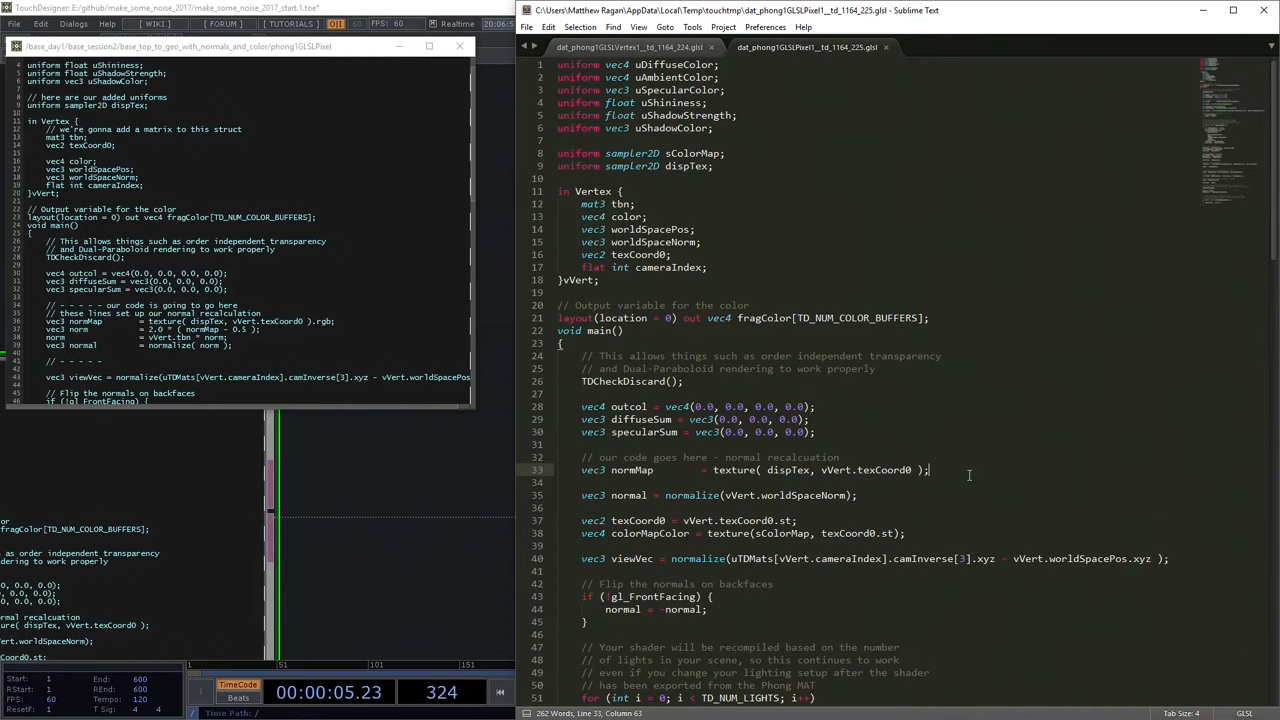 TouchDesigner: E:/github/make_some_noise_2017/make_some_noise_2017_start.1.toe*
File Edit Dialogs Help [ WIKI ] [ FORUM ] [ TUTORIALS ] O|I FPS: 60 Realtime 20:06:5
/base_day1/base_session2/base_top_to_geo_with_normals_and_color/phong1GLSLPixel
4 uniform float uShininess;
5 uniform float uShadowStrength;
6 uniform vec3 uShadowColor;
7
8 // here are our added uniforms
9 uniform sampler2D dispTex;
10
11 in Vertex {
12 // we're gonna add a matrix to this struct
13 mat3 tbn;
14 vec2 texCoord0;
15
16 vec4 color;
17 vec3 worldSpacePos;
18 vec3 worldSpaceNorm;
19 flat int cameraIndex;
20 }vVert;
21
22 // Output variable for the color
23 layout(location = 0) out vec4 fragColor[TD_NUM_COLOR_BUFFERS];
24 void main()
25 {
26 // This allows things such as order independent transparency
27 // and Dual-Paraboloid rendering to work properly
28 TDCheckDiscard();
29
30 vec4 outcol = vec4(0.0, 0.0, 0.0, 0.0);
31 vec3 diffuseSum = vec3(0.0, 0.0, 0.0);
32 vec3 specularSum = vec3(0.0, 0.0, 0.0);
33
34 // - - - - - our code is going to go here
35 // these lines set up our normal recalculation
36 vec3 normMap = texture( dispTex, vVert.texCoord0 ).rgb;
37 vec3 norm = 2.0 * ( normMap - 0.5 );
38 norm = vVert.tbn * norm;
39 vec3 normal = normalize( norm );
40
41 // - - - - -
42
43 vec3 viewVec = normalize(uTDMats[vVert.cameraIndex].camInverse[3].xyz - vVert.worldSpacePos
44
45 // Flip the normals on backfaces
46 if (!gl_FrontFacing) {
or
fragColor[TD_NUM_COLOR_BUFFERS];
s as order independent transparency
ndering to work properly
0, 0.0, 0.0);
.0, 0.0, 0.0);
0.0, 0.0, 0.0);
rmal recalcuation
ure( dispTex, vVert.texCoord0 );
vVert.worldSpaceNorm);
Coord0.st;
1 51 101 151
Start: 1 End: 600
RStart: 1 REnd: 600
FPS: 60 Tempo: 120
ResetF: 1 T Sig: 4 4
TimeCode
Beats
00:00:05.23
324
/ Time Path: /
C:\Users\Matthew Ragan\AppData\Local\Temp\touchtmp\dat_phong1GLSLPixel1__td_1164_225.glsl - Sublime Text
File Edit Selection Find View Goto Tools Project Preferences Help
dat_phong1GLSLVertex1__td_1164_224.glsl
dat_phong1GLSLPixel1__td_1164_225.glsl
1 uniform vec4 uDiffuseColor;
2 uniform vec4 uAmbientColor;
3 uniform vec4 uSpecularColor;
4 uniform float uShininess;
5 uniform float uShadowStrength;
6 uniform vec3 uShadowColor;
7
8 uniform sampler2D sColorMap;
9 uniform sampler2D dispTex;
10
11 in Vertex {
12 mat3 tbn;
13 vec4 color;
14 vec3 worldSpacePos;
15 vec3 worldSpaceNorm;
16 vec2 texCoord0;
17 flat int cameraIndex;
18 }vVert;
19
20 // Output variable for the color
21 layout(location = 0) out vec4 fragColor[TD_NUM_COLOR_BUFFERS];
22 void main()
23 {
24 // This allows things such as order independent transparency
25 // and Dual-Paraboloid rendering to work properly
26 TDCheckDiscard();
27
28 vec4 outcol = vec4(0.0, 0.0, 0.0, 0.0);
29 vec3 diffuseSum = vec3(0.0, 0.0, 0.0);
30 vec3 specularSum = vec3(0.0, 0.0, 0.0);
31
32 // our code goes here - normal recalcuation
33 vec3 normMap = texture( dispTex, vVert.texCoord0 );
34
35 vec3 normal = normalize(vVert.worldSpaceNorm);
36
37 vec2 texCoord0 = vVert.texCoord0.st;
38 vec4 colorMapColor = texture(sColorMap, texCoord0.st);
39
40 vec3 viewVec = normalize(uTDMats[vVert.cameraIndex].camInverse[3].xyz - vVert.worldSpacePos.xyz );
41
42 // Flip the normals on backfaces
43 if (!gl_FrontFacing) {
44 normal = -normal;
45 }
46
47 // Your shader will be recompiled based on the number
48 // of lights in your scene, so this continues to work
49 // even if you change your lighting setup after the shader
50 // has been exported from the Phong MAT
51 for (int i = 0; i < TD_NUM_LIGHTS; i++)
262 Words, Line 33, Column 63
Tab Size: 4
GLSL